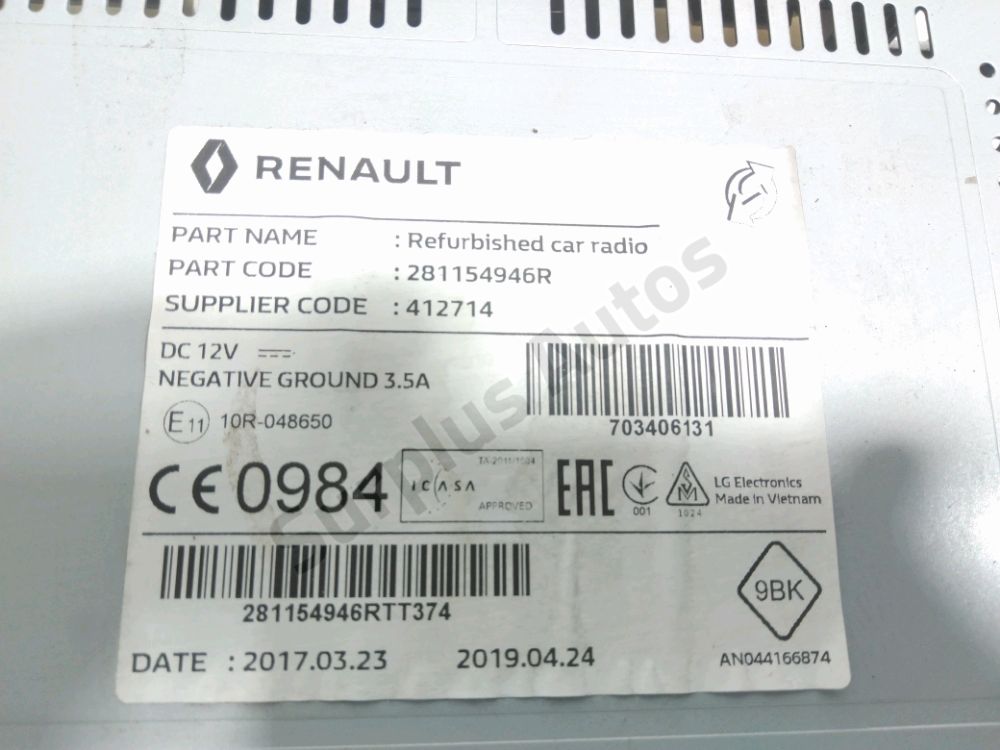 RENAULT
PART NAME : Refurbished car radio
PART CODE : 281154946R
SUPPLIER CODE : 412714
DC 12V
NEGATIVE GROUND 3.5A
703406131
E11 10R-048650
CE 0984
ICASA
APPROVED
EAC
001
1024
LG Electronics
Made in Vietnam
281154946RTT374
9BK
DATE : 2017.03.23 2019.04.24
AN044166874
Surplus Autos